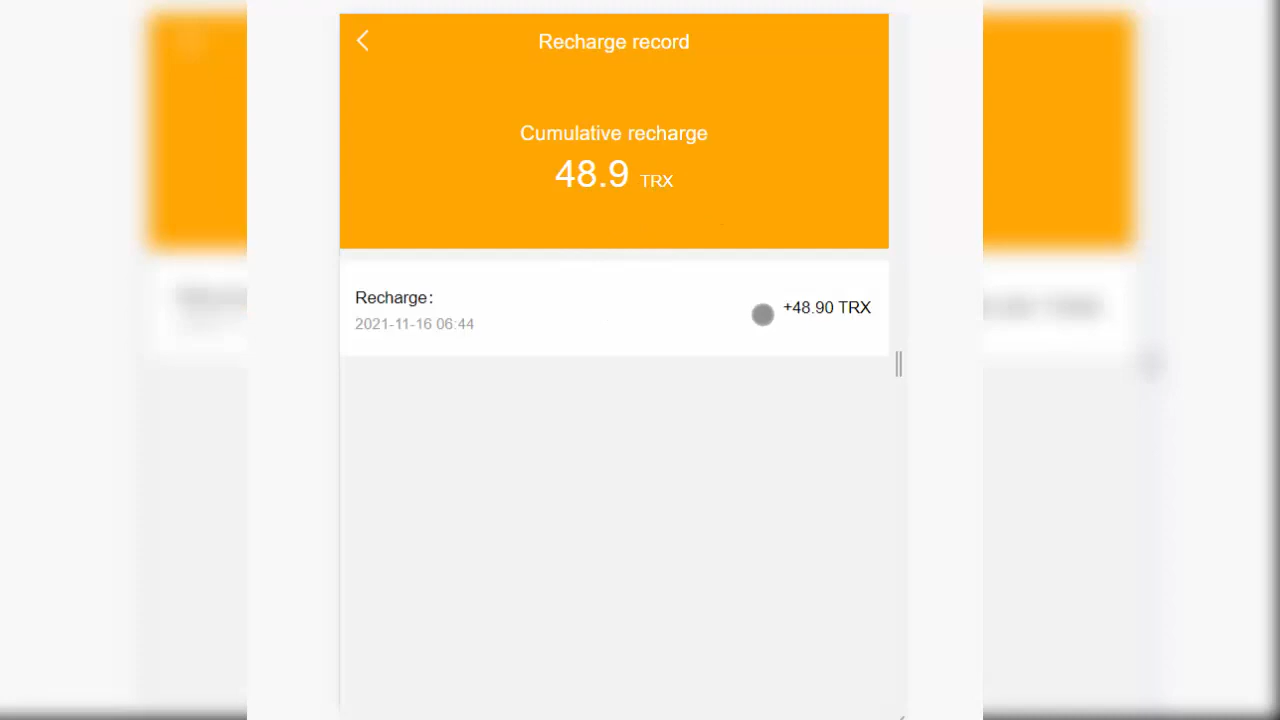 Recharge record
Cumulative recharge
48.9 TRX
Recharge:
+48.90 TRX
2021-11-16 06:44